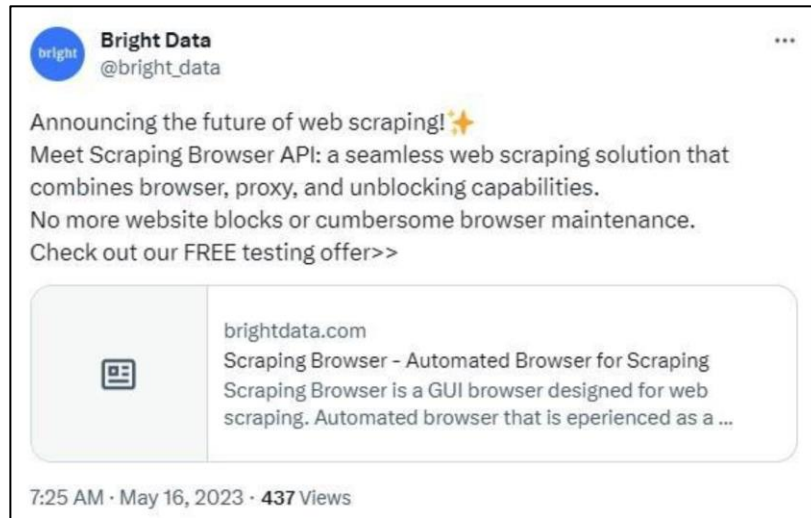 bright
Bright Data
@bright_data
Announcing the future of web scraping!✨
Meet Scraping Browser API: a seamless web scraping solution that
combines browser, proxy, and unblocking capabilities.
No more website blocks or cumbersome browser maintenance.
Check out our FREE testing offer>>
brightdata.com
Scraping Browser - Automated Browser for Scraping
Scraping Browser is a GUI browser designed for web
scraping. Automated browser that is eperienced as a ...
7:25 AM · May 16, 2023 · 437 Views